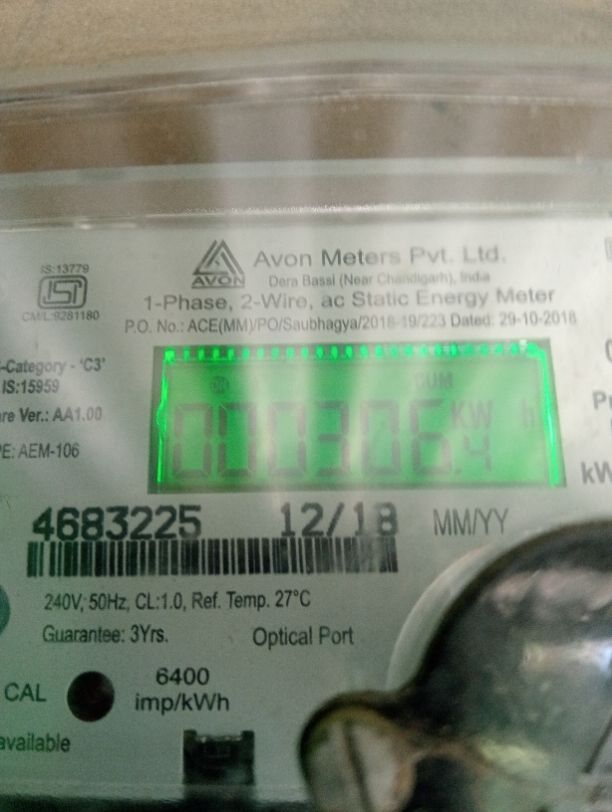 IS:13779
ISI
CM/L:9281180
AVON
Avon Meters Pvt. Ltd.
Dera Bassi (Near Chandigarh), India
1-Phase, 2-Wire, ac Static Energy Meter
P.O. No.: ACE(MM)/PO/Saubhagya/2018-19/223 Dated: 29-10-2018
-Category - 'C3'
IS:15959
re Ver.: AA1.00
PE: AEM-106
CUM
000306.4 KW h
kW
4683225 12/18 MM/YY
240V, 50Hz, CL:1.0, Ref. Temp. 27°C
Guarantee: 3Yrs. Optical Port
CAL
6400
imp/kWh
available